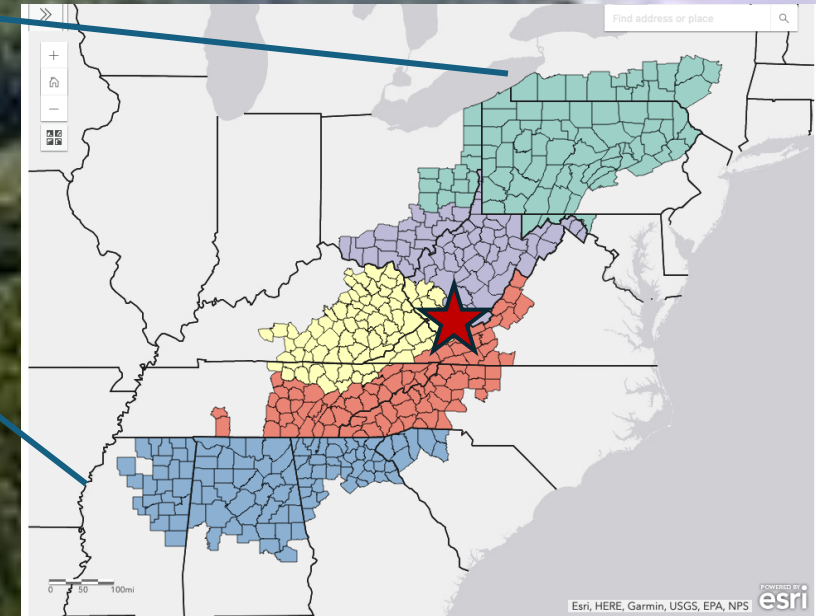 Find address or place
0 50 100mi
Esri, HERE, Garmin, USGS, EPA, NPS
POWERED BY
esri